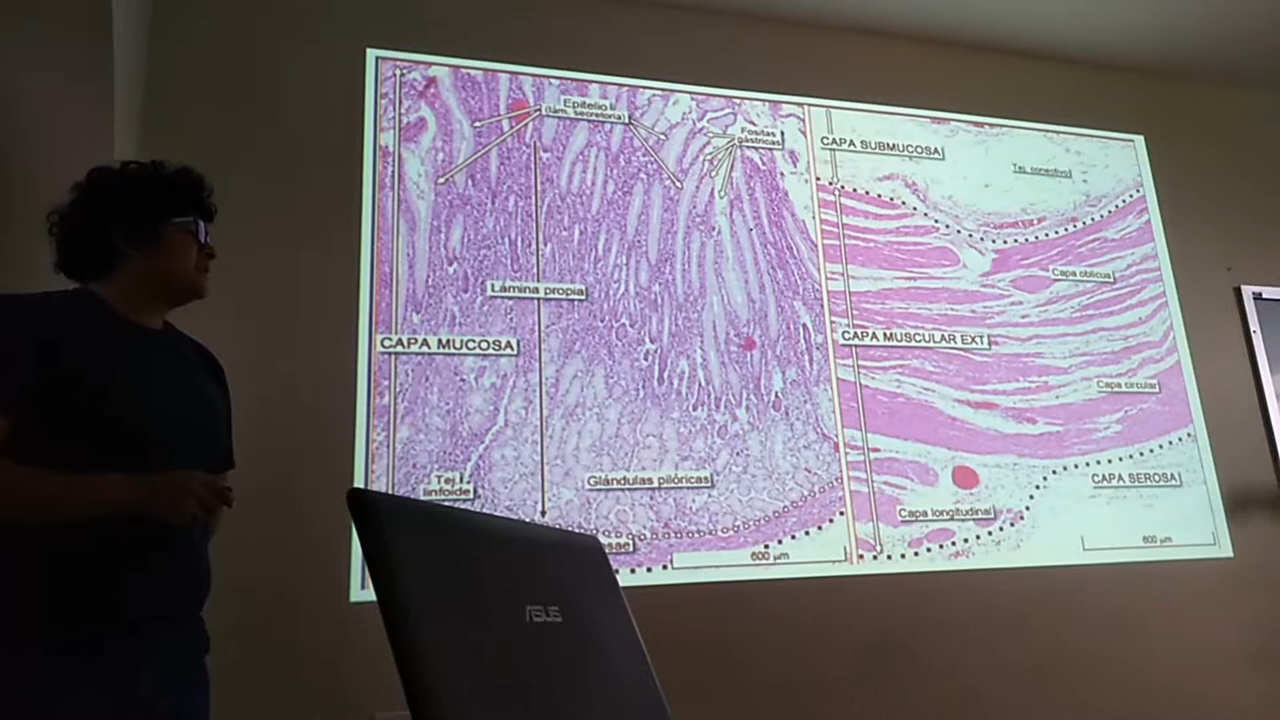 Epitelio
(lám. secretoria)
Fositas
gástricas
Lámina propia
CAPA MUCOSA
Tej.
linfoide
Glándulas pilóricas
600 µm
CAPA SUBMUCOSA
Tej. conectivo
Capa oblicua
CAPA MUSCULAR EXT.
Capa circular
CAPA SEROSA
Capa longitudinal
600 µm
ASUS